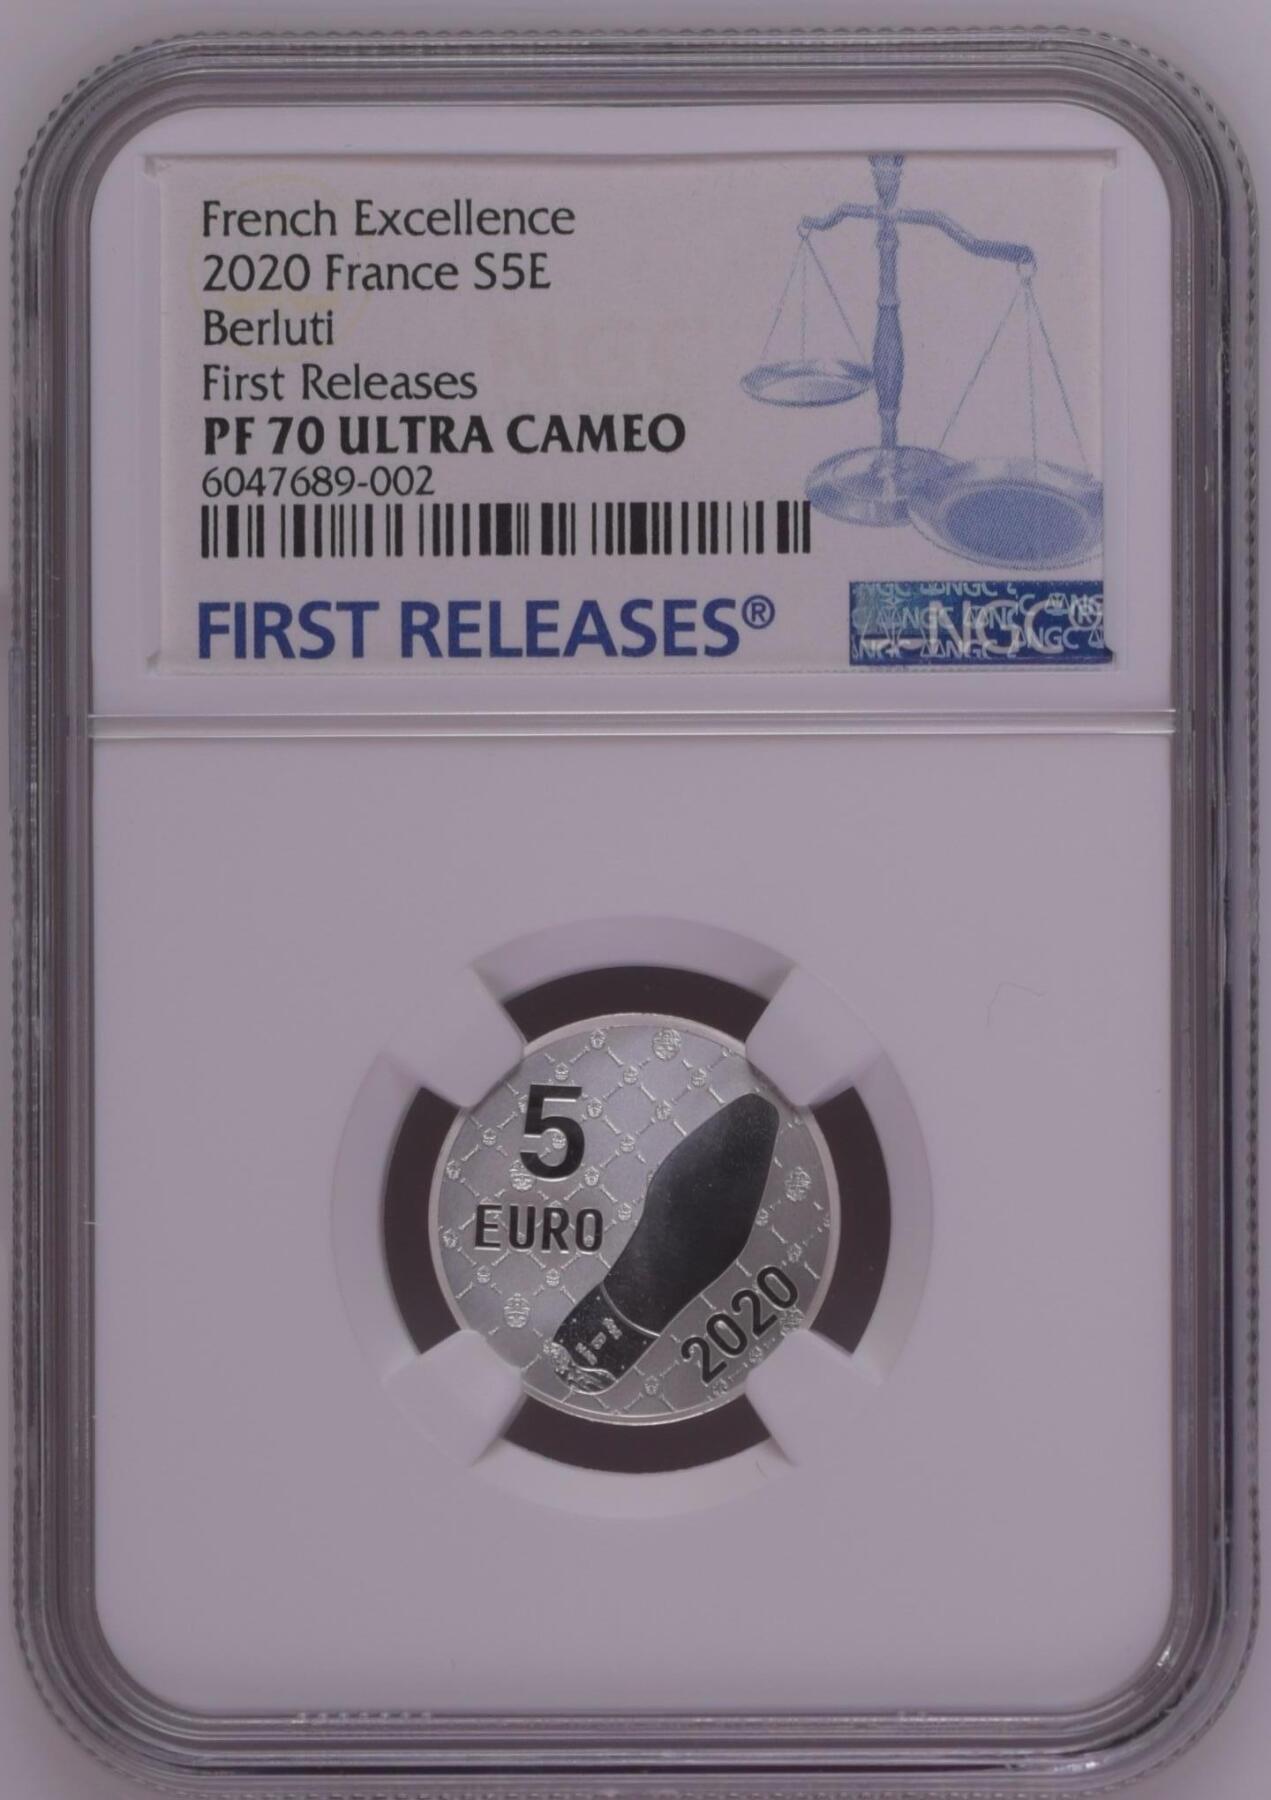 French Excellence
2020 France S5E
Berluti
First Releases
PF 70 ULTRA CAMEO
6047689-002
FIRST RELEASES®
NGC®
5
EURO
2020